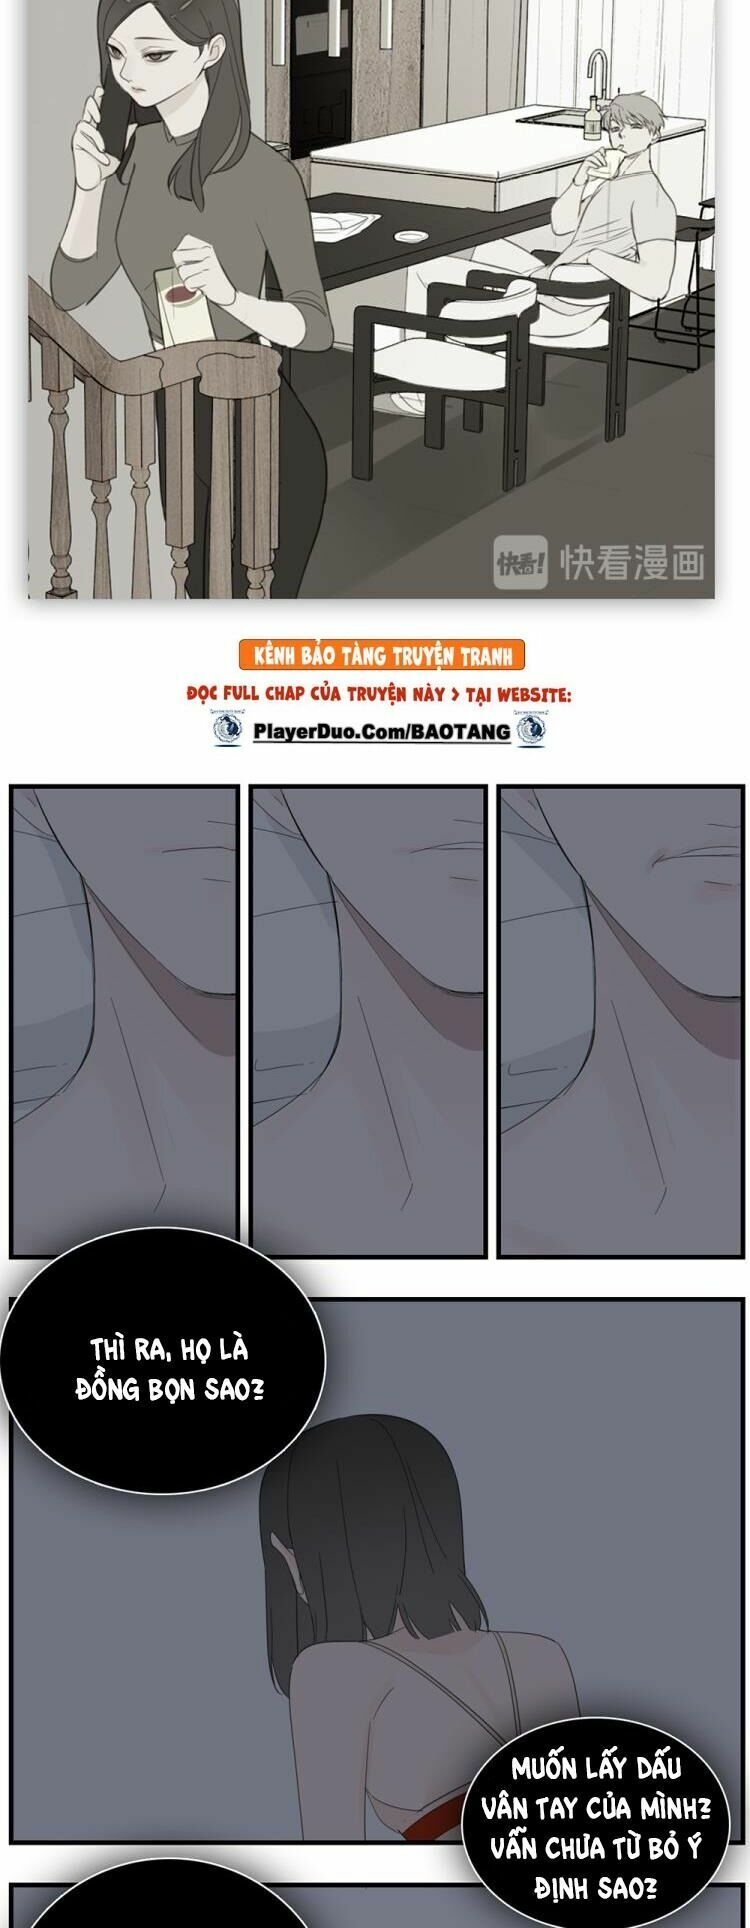 快看! 快看漫画
KÊNH BẢO TÀNG TRUYỆN TRANH
ĐỌC FULL CHAP CỦA TRUYỆN NÀY > TẠI WEBSITE:
PlayerDuo.Com/BAOTANG
THÌ RA, HỌ LÀ
ĐỒNG BỌN SAO?
MUỐN LẤY DẤU
VÂN TAY CỦA MÌNH?
VẪN CHƯA TỪ BỎ Ý
ĐỊNH SAO?